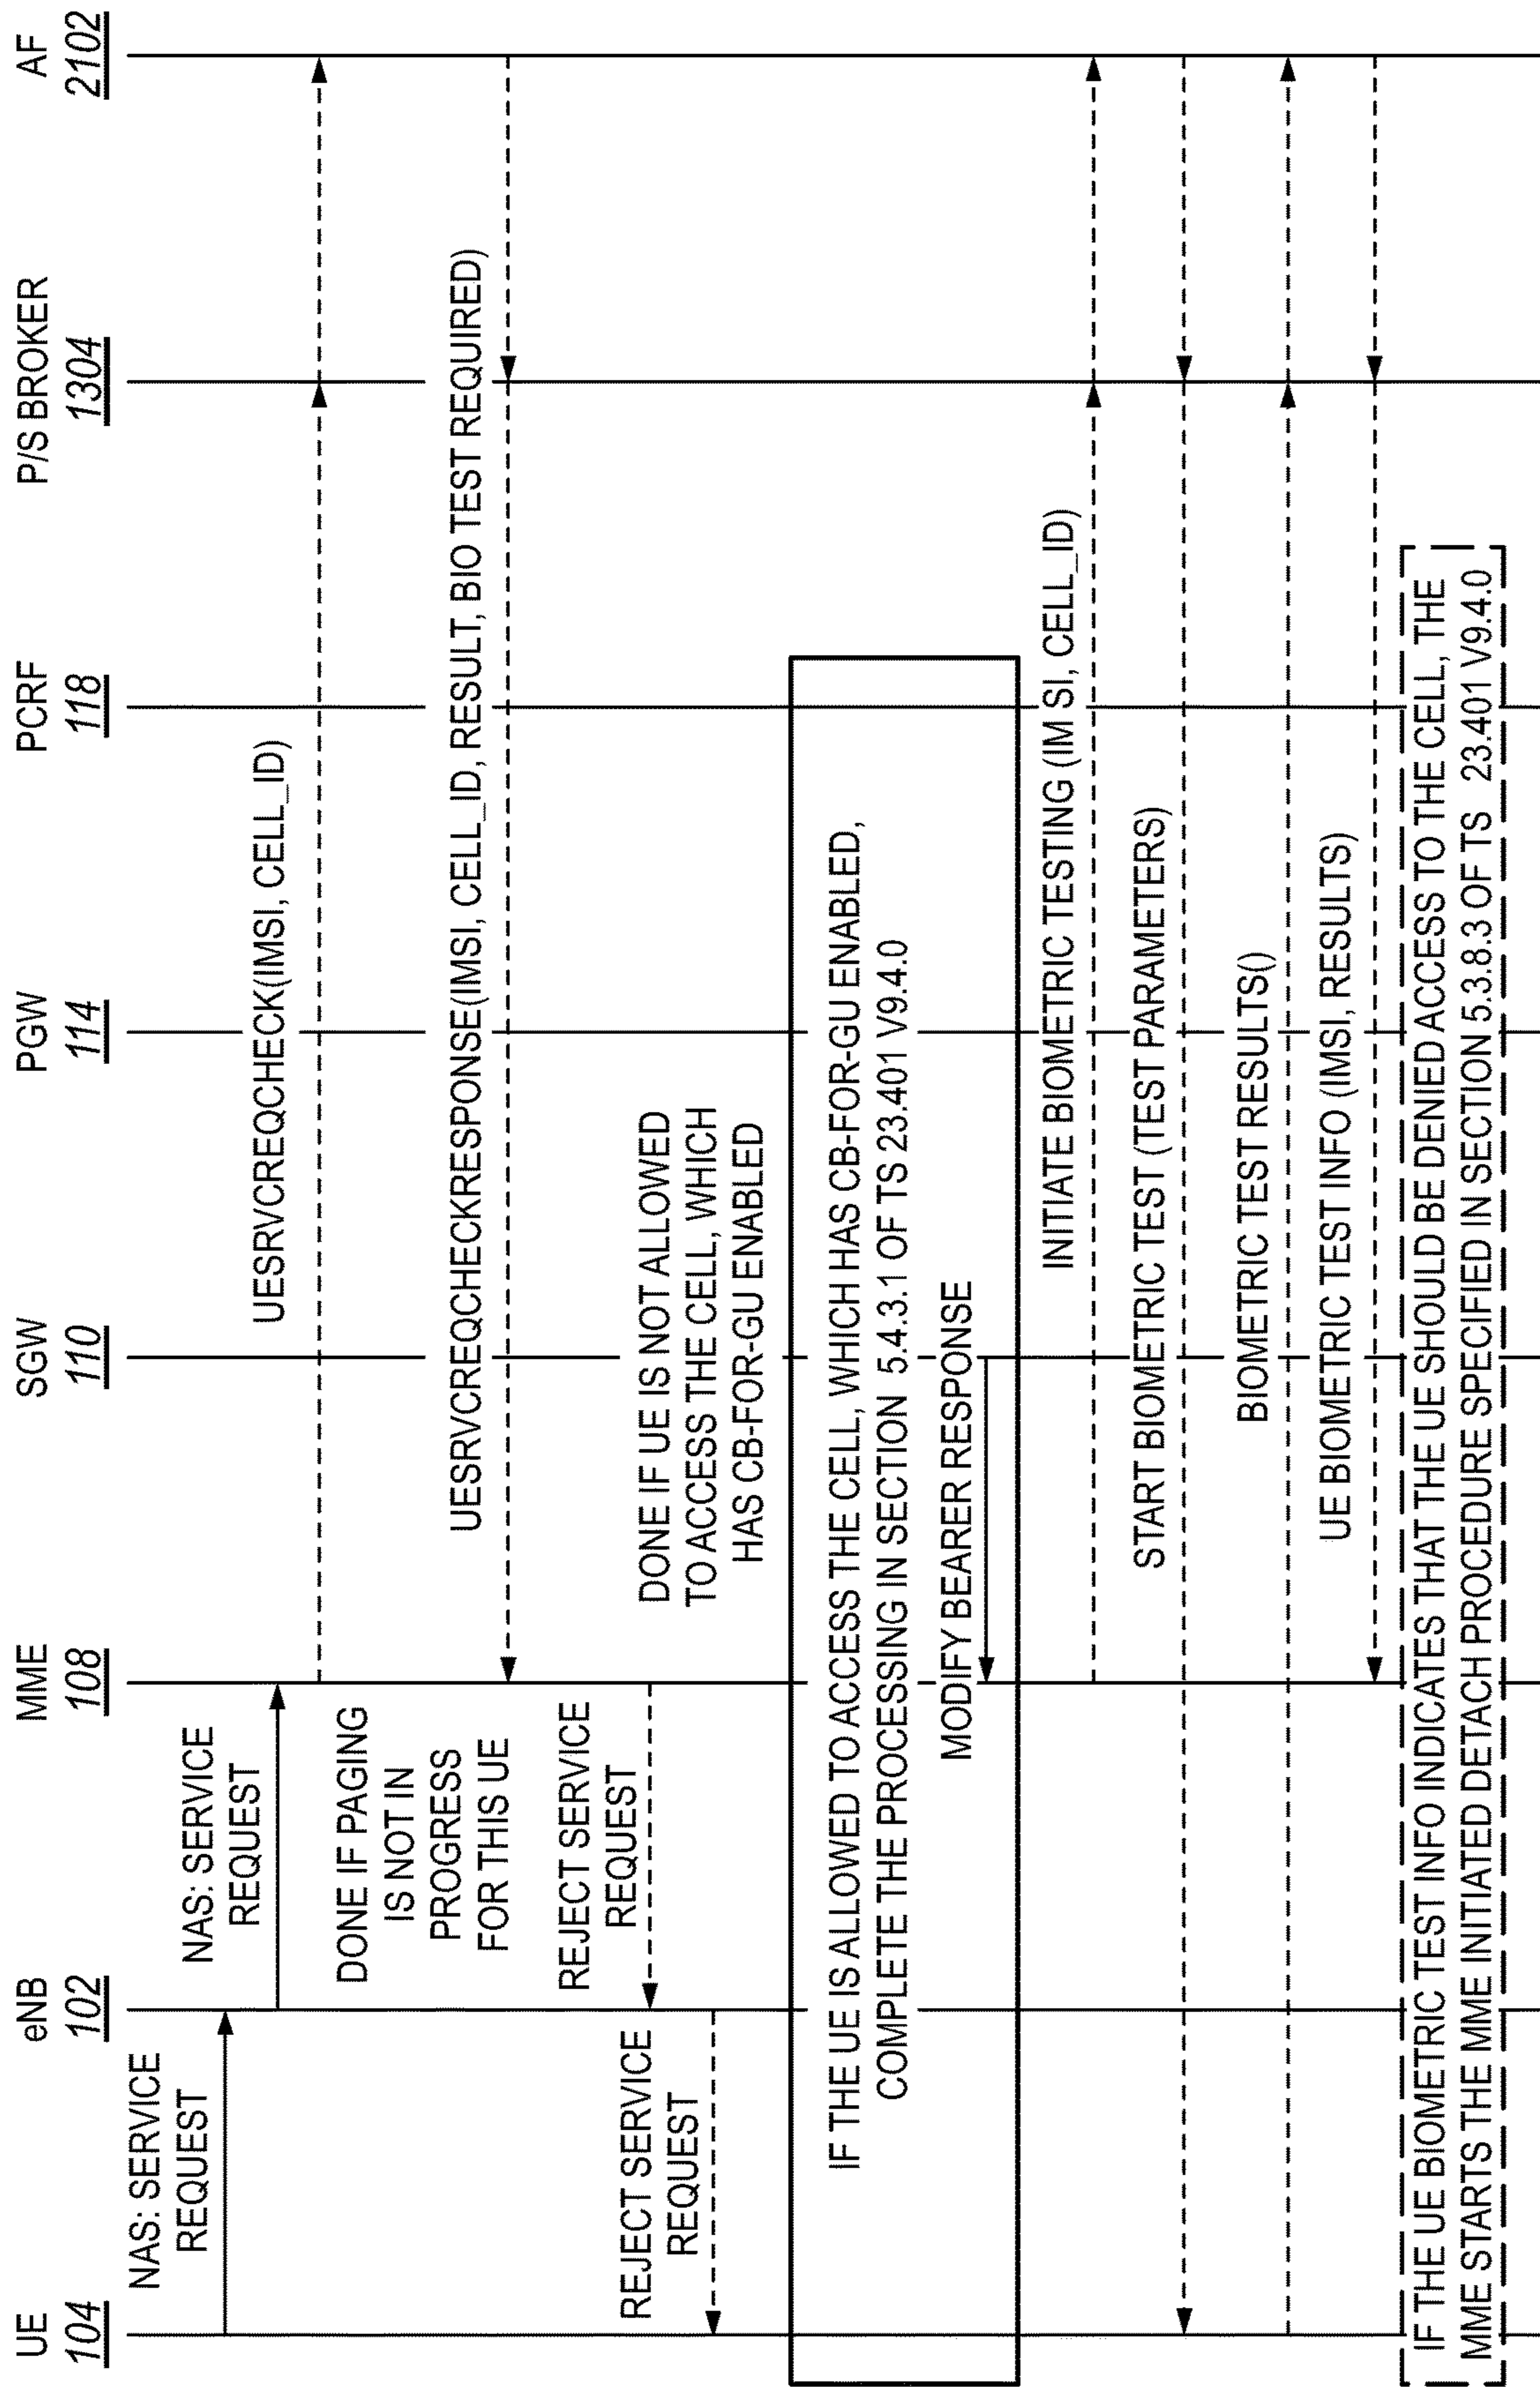 UE
104
eNB
102
MME
108
SGW
110
PGW
114
PCRF
118
P/S BROKER
1304
AF
2102
NAS: SERVICE
REQUEST
NAS: SERVICE
REQUEST
UESRVCREQCHECK(IMSI, CELL_ID)
DONE IF PAGING
IS NOT IN
PROGRESS
FOR THIS UE
UESRVCREQCHECKRESPONSE(IMSI, CELL_ID, RESULT, BIO TEST REQUIRED)
REJECT SERVICE
REQUEST
REJECT SERVICE
REQUEST
DONE IF UE IS NOT ALLOWED
TO ACCESS THE CELL, WHICH
HAS CB-FOR-GU ENABLED
IF THE UE IS ALLOWED TO ACCESS THE CELL, WHICH HAS CB-FOR-GU ENABLED,
COMPLETE THE PROCESSING IN SECTION 5.4.3.1 OF TS 23.401 V9.4.0
MODIFY BEARER RESPONSE
INITIATE BIOMETRIC TESTING (IM SI, CELL_ID)
START BIOMETRIC TEST (TEST PARAMETERS)
BIOMETRIC TEST RESULTS()
UE BIOMETRIC TEST INFO (IMSI, RESULTS)
IF THE UE BIOMETRIC TEST INFO INDICATES THAT THE UE SHOULD BE DENIED ACCESS TO THE CELL, THE
MME STARTS THE MME INITIATED DETACH PROCEDURE SPECIFIED IN SECTION 5.3.8.3 OF TS 23.401 V9.4.0